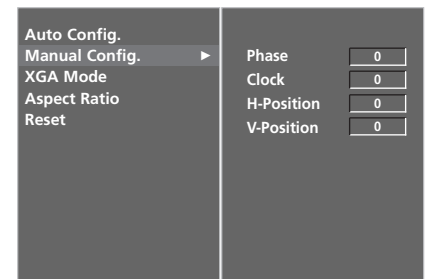 Auto Config.
Manual Config. ►
XGA Mode
Aspect Ratio
Reset
Phase 0
Clock 0
H-Position 0
V-Position 0